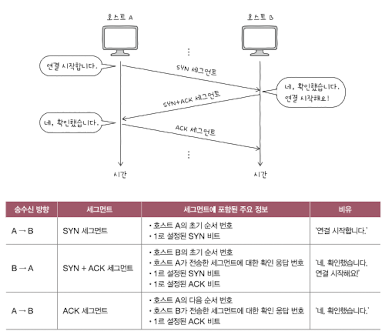 호스트 A
호스트 B
연결 시작합니다.
SYN 세그먼트
네, 확인했습니다.
연결 시작해요!
SYN+ACK 세그먼트
네, 확인했습니다.
ACK 세그먼트
시간
시간
송수신 방향 세그먼트 세그먼트에 포함된 주요 정보 비유
A → B SYN 세그먼트
• 호스트 A의 초기 순서 번호
• 1로 설정된 SYN 비트
'연결 시작합니다.'
B → A SYN + ACK 세그먼트
• 호스트 B의 초기 순서 번호
• 호스트 A가 전송한 세그먼트에 대한 확인 응답 번호
• 1로 설정된 SYN 비트
• 1로 설정된 ACK 비트
'네, 확인했습니다.
연결 시작해요!'
A → B ACK 세그먼트
• 호스트 A의 다음 순서 번호
• 호스트 B가 전송한 세그먼트에 대한 확인 응답 번호
• 1로 설정된 ACK 비트
'네, 확인했습니다.'